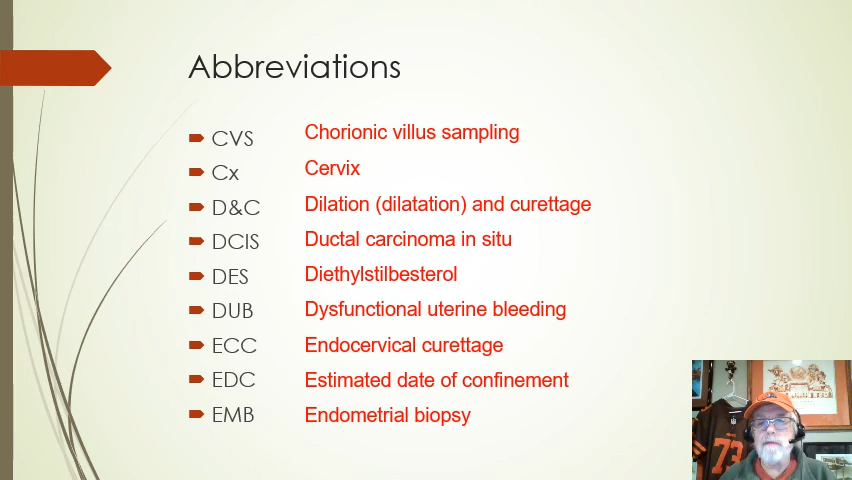 Abbreviations
CVS Chorionic villus sampling
Cx Cervix
D&C Dilation (dilatation) and curettage
DCIS Ductal carcinoma in situ
DES Diethylstilbesterol
DUB Dysfunctional uterine bleeding
ECC Endocervical curettage
EDC Estimated date of confinement
EMB Endometrial biopsy
73